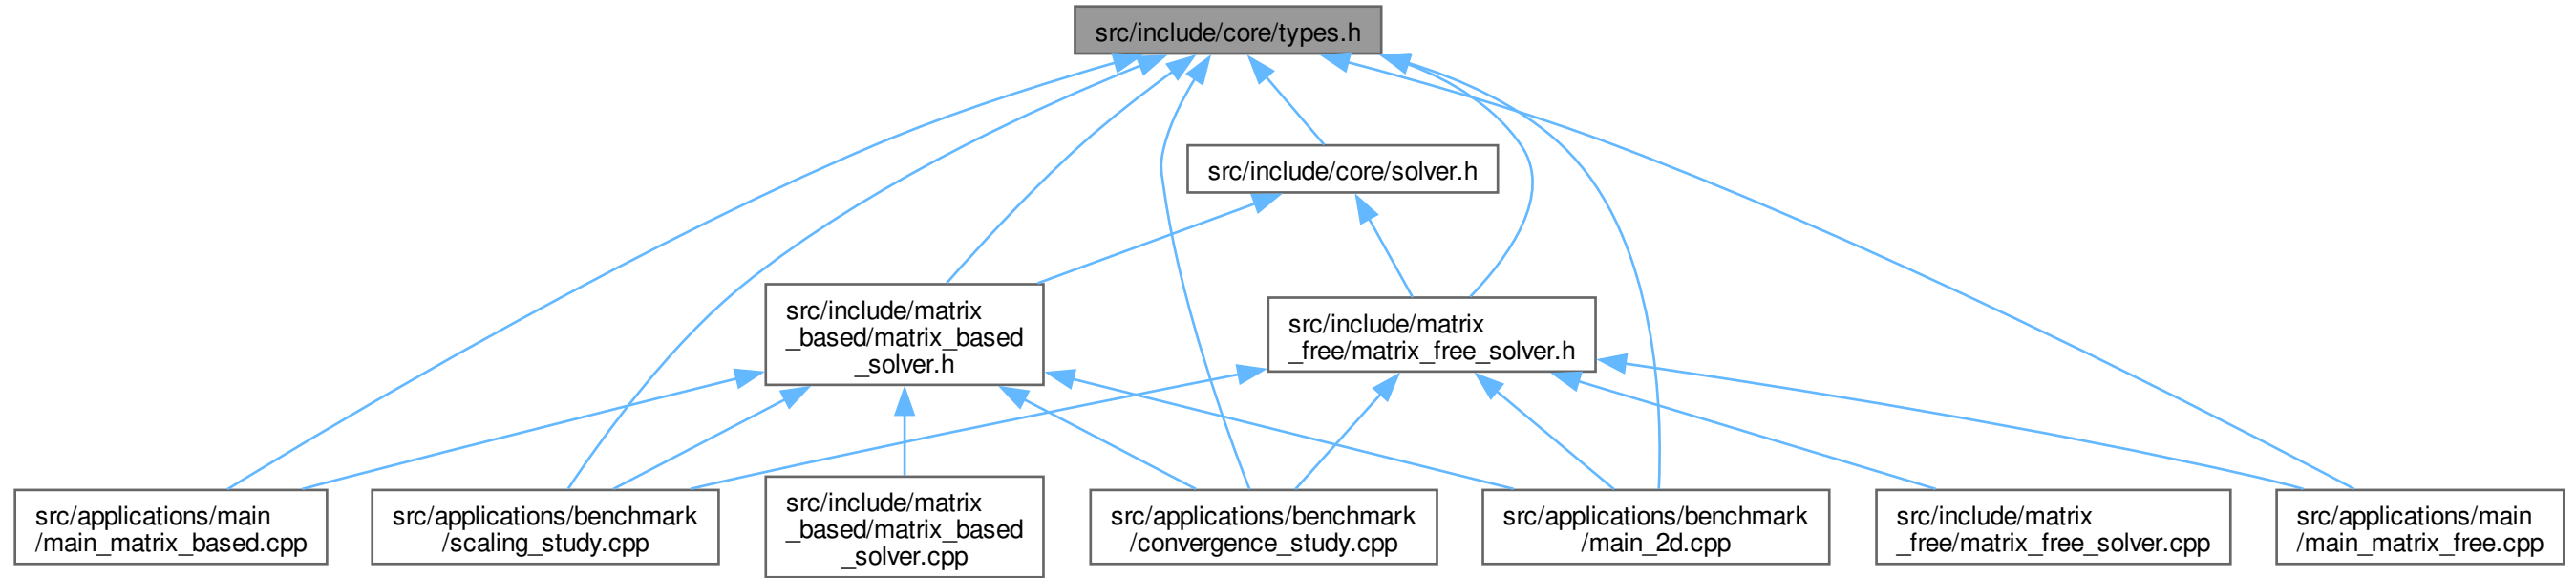 src/include/core/types.h
src/include/core/solver.h
src/include/matrix
_based/matrix_based
_solver.h
src/include/matrix
_free/matrix_free_solver.h
src/applications/main
/main_matrix_based.cpp
src/applications/benchmark
/scaling_study.cpp
src/include/matrix
_based/matrix_based
_solver.cpp
src/applications/benchmark
/convergence_study.cpp
src/applications/benchmark
/main_2d.cpp
src/include/matrix
_free/matrix_free_solver.cpp
src/applications/main
/main_matrix_free.cpp